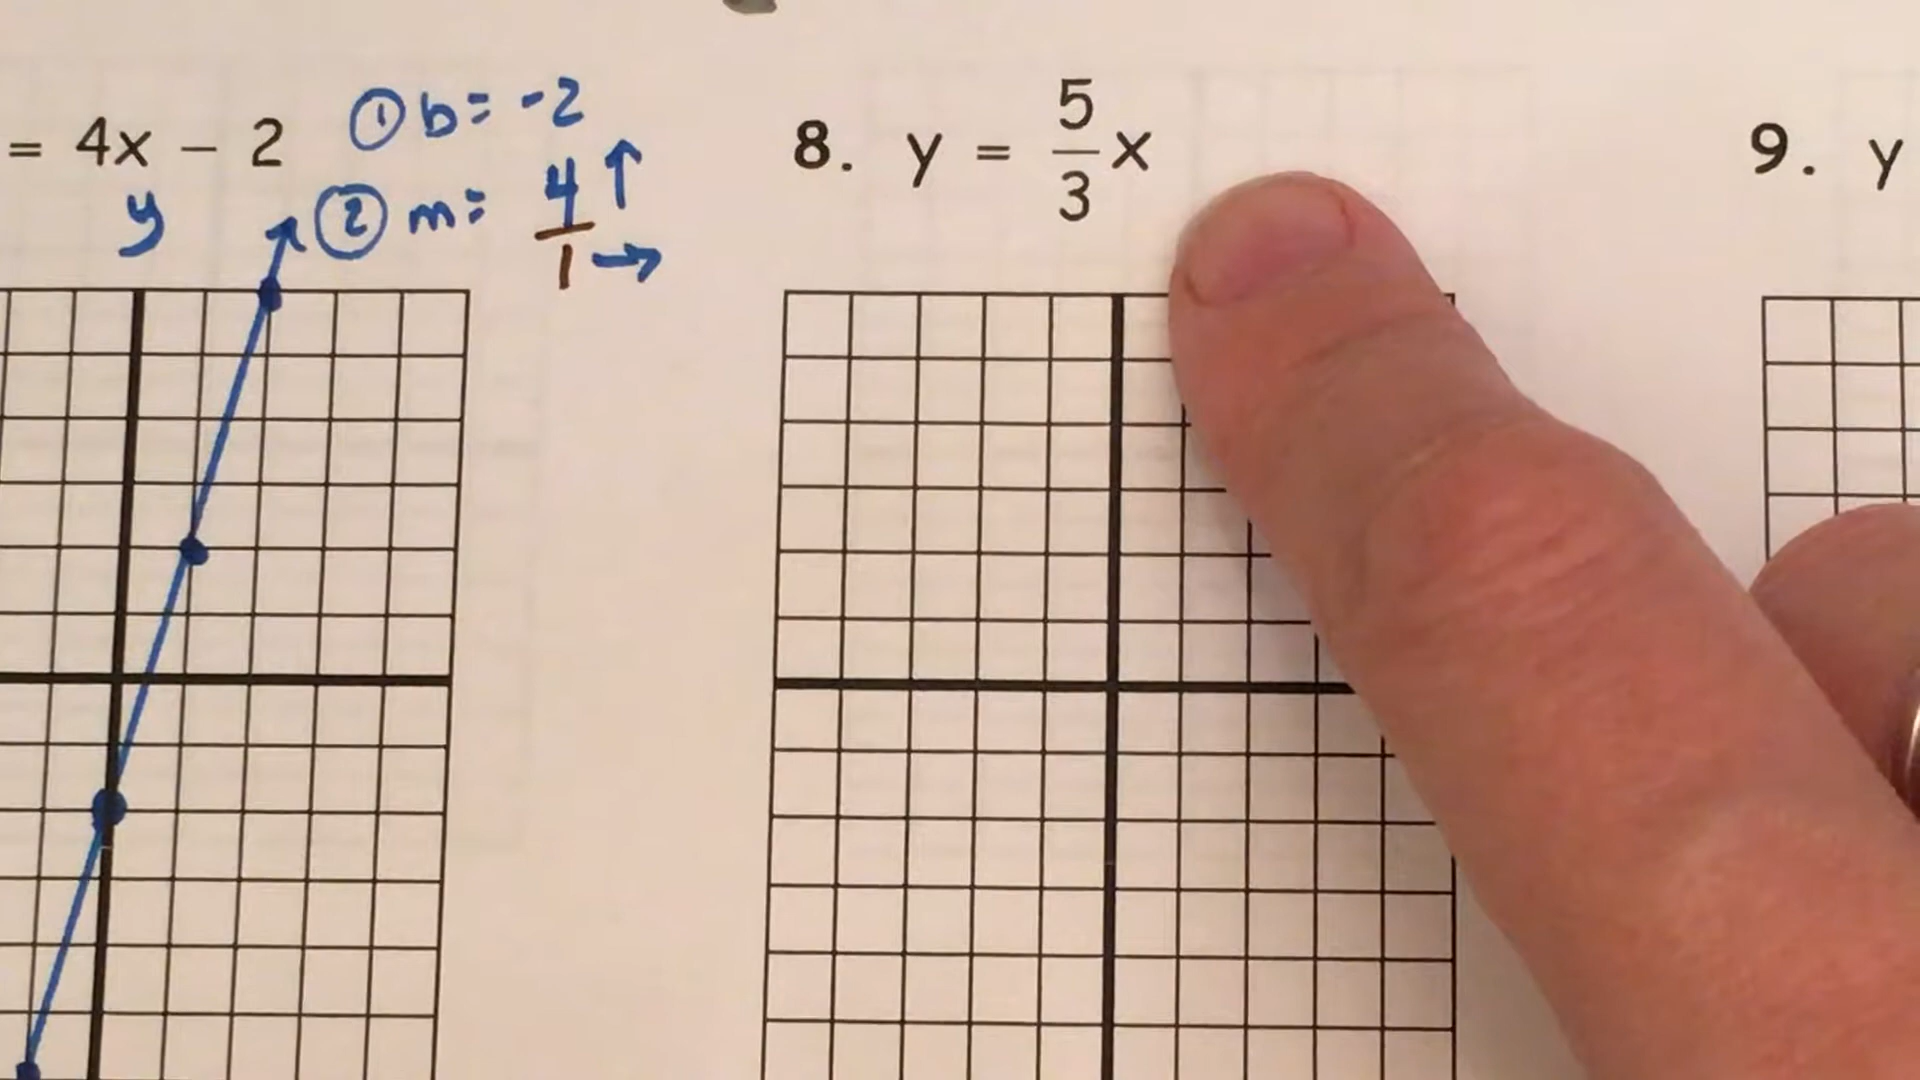 = 4x – 2
① b = -2
② m = 4/1 ↑ →
y
8. y = 5/3 x
9. y